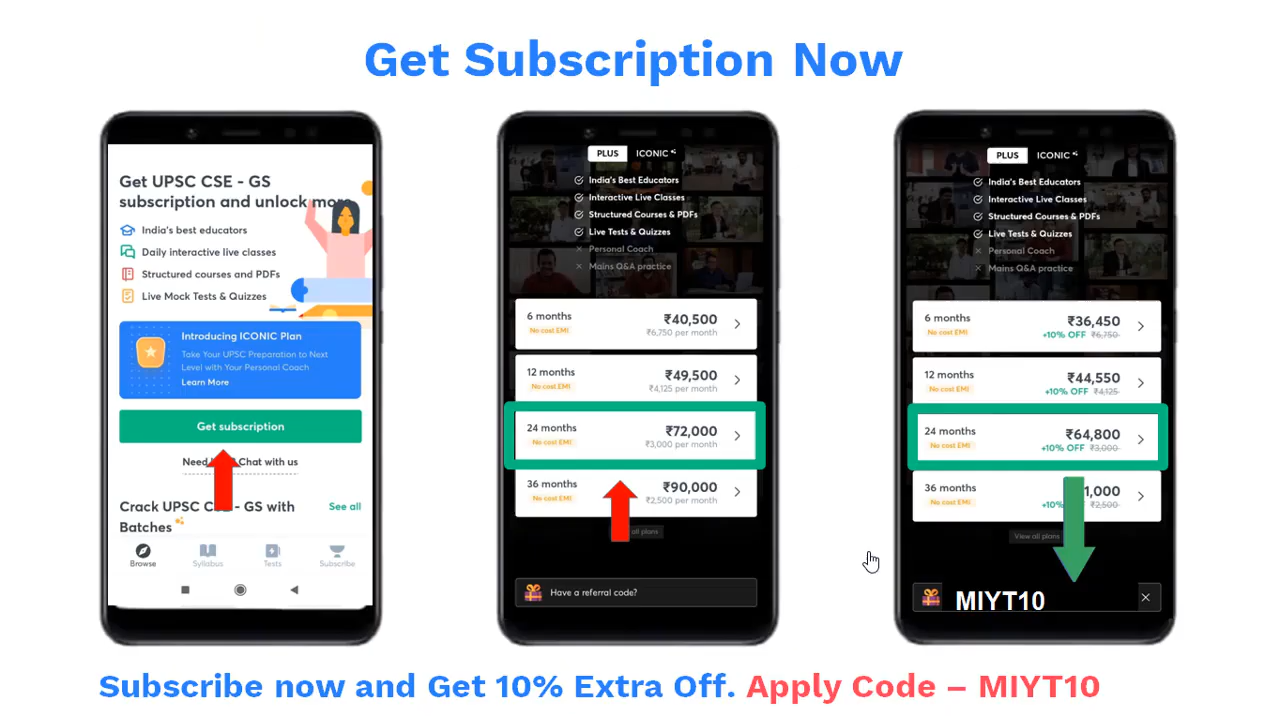 Get Subscription Now
Get UPSC CSE - GS
subscription and unlock more
India's best educators
Daily interactive live classes
Structured courses and PDFs
Live Mock Tests & Quizzes
Introducing ICONIC Plan
Take Your UPSC Preparation to Next
Level with Your Personal Coach
Learn More
Get subscription
Chat with us
Crack UPSC - GS with
Batches
See all
Browse
Syllabus
Tests
Subscribe
PLUS ICONIC
India's Best Educators
Interactive Live Classes
Structured Courses & PDFs
Live Tests & Quizzes
Personal Coach
Mains Q&A practice
6 months
No cost EMI
₹40,500
₹6,750 per month
12 months
No cost EMI
₹49,500
₹4,125 per month
24 months
No cost EMI
₹72,000
₹3,000 per month
36 months
No cost EMI
₹90,000
₹2,500 per month
all plans
Have a referral code?
PLUS ICONIC
India's Best Educators
Interactive Live Classes
Structured Courses & PDFs
Live Tests & Quizzes
Personal Coach
Mains Q&A practice
6 months
No cost EMI
₹36,450
+10% OFF ₹6,750
12 months
No cost EMI
₹44,550
+10% OFF ₹4,125
24 months
No cost EMI
₹64,800
+10% OFF ₹3,000
36 months
No cost EMI
1,000
+10% ₹2,500
View all plans
MIYT10
Subscribe now and Get 10% Extra Off. Apply Code – MIYT10